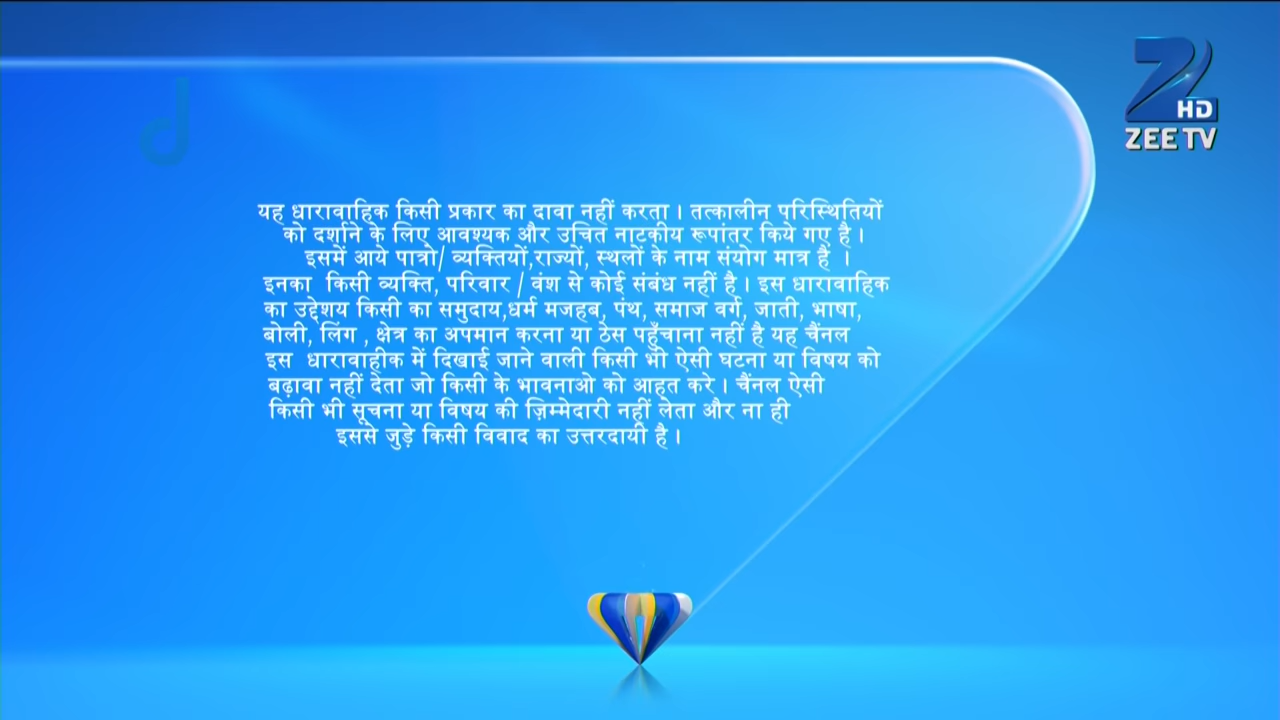 HD
ZEE TV
यह धारावाहिक किसी प्रकार का दावा नहीं करता । तत्कालीन परिस्थितियों
को दर्शाने के लिए आवश्यक और उचित नाटकीय रूपांतर किये गए है ।
इसमें आये पात्रो/ व्यक्तियों,राज्यों, स्थलों के नाम संयोग मात्र है ।
इनका किसी व्यक्ति, परिवार / वंश से कोई संबंध नहीं है । इस धारावाहिक
का उद्देशय किसी का समुदाय,धर्म मजहब, पंथ, समाज वर्ग, जाती, भाषा,
बोली, लिंग , क्षेत्र का अपमान करना या ठेस पहुँचाना नहीं है यह चैंनल
इस धारावाहीक में दिखाई जाने वाली किसी भी ऐसी घटना या विषय को
बढ़ावा नहीं देता जो किसी के भावनाओ को आहत करे । चैंनल ऐसी
किसी भी सूचना या विषय की ज़िम्मेदारी नहीं लेता और ना ही
इससे जुड़े किसी विवाद का उत्तरदायी है ।